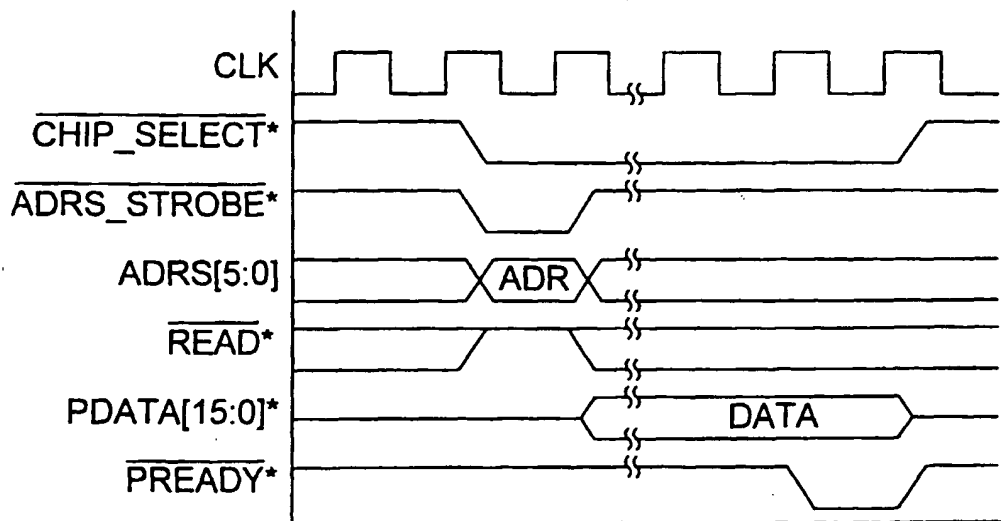 CLK
CHIP_SELECT*
ADRS_STROBE*
ADRS[5:0]
ADR
READ*
PDATA[15:0]*
DATA
PREADY*